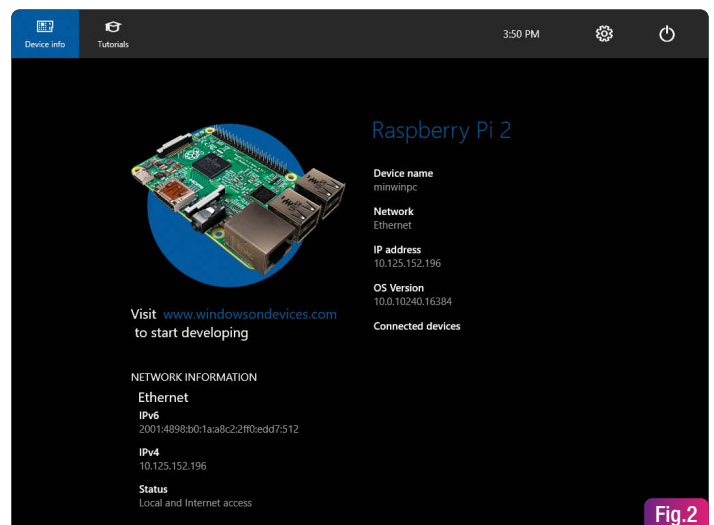 Device info
Tutorials
3:50 PM
Raspberry Pi 2
Device name
minwinpc
Network
Ethernet
IP address
10.125.152.196
OS Version
10.0.10240.16384
Connected devices
Visit www.windowsondevices.com
to start developing
NETWORK INFORMATION
Ethernet
IPv6
2001:4898:b0:1a:a8c2:2ff0:edd7:512
IPv4
10.125.152.196
Status
Local and Internet access
Fig.2